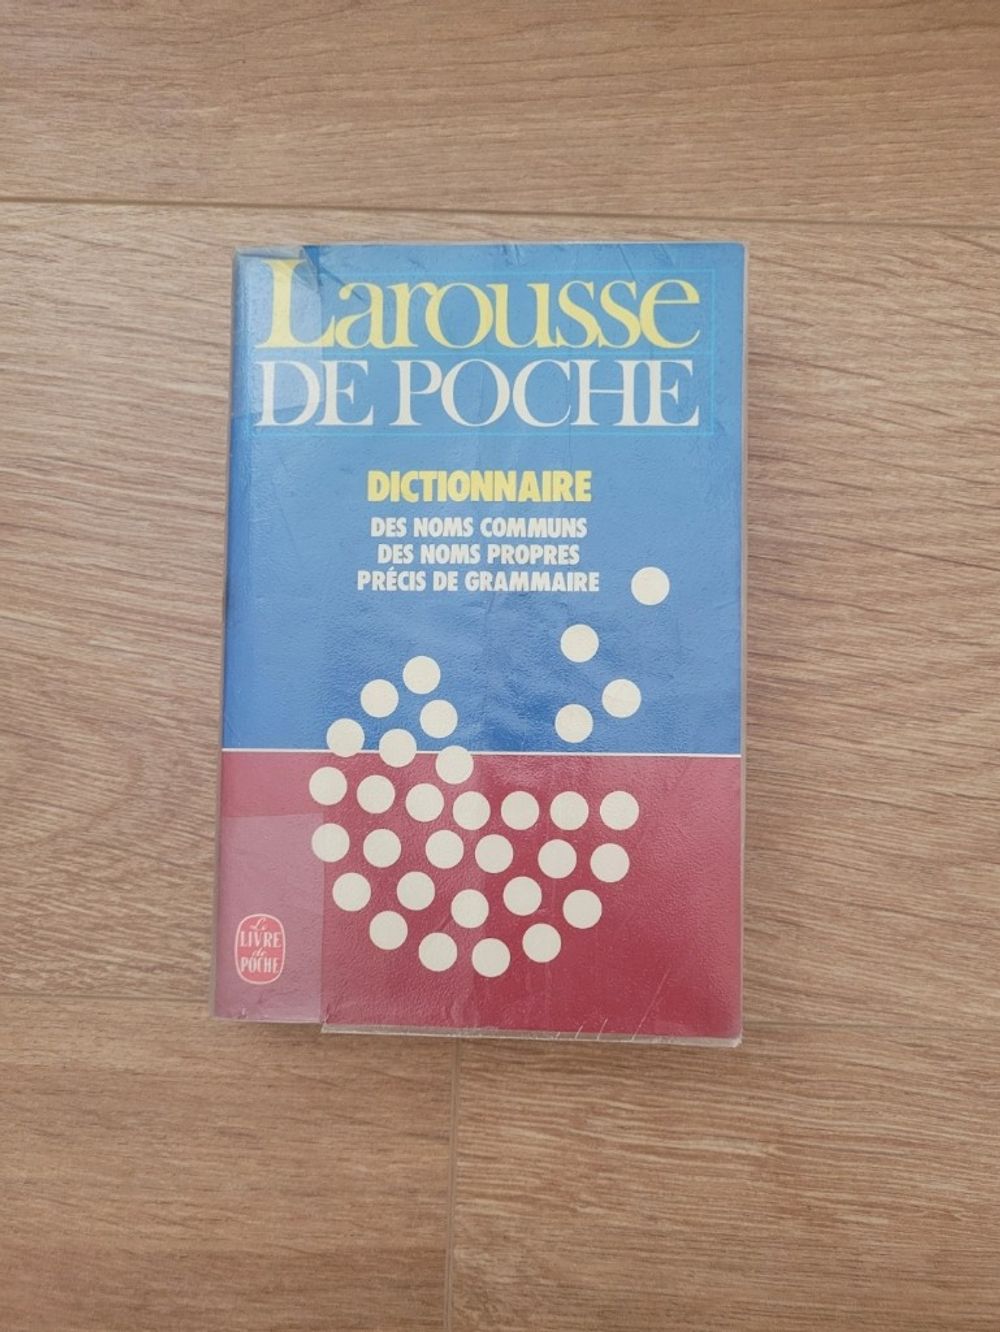 Larousse
DE POCHE
DICTIONNAIRE
DES NOMS COMMUNS
DES NOMS PROPRES
PRÉCIS DE GRAMMAIRE
Le
LIVRE
de
POCHE